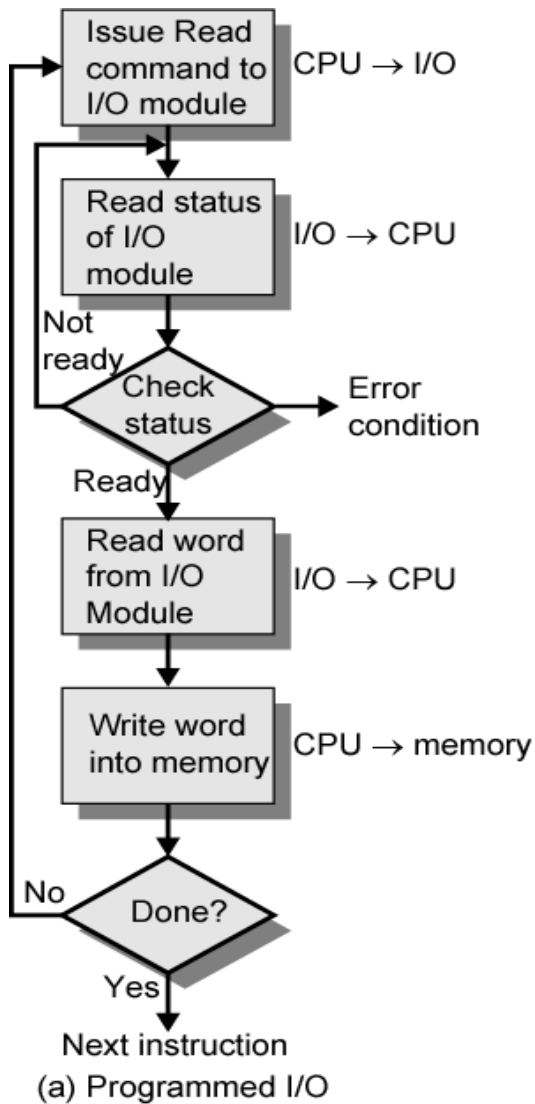 Issue Read
command to
I/O module
CPU → I/O
Read status
of I/O
module
I/O → CPU
Not
ready
Check
status
Error
condition
Ready
Read word
from I/O
Module
I/O → CPU
Write word
into memory
CPU → memory
No
Done?
Yes
Next instruction
(a) Programmed I/O